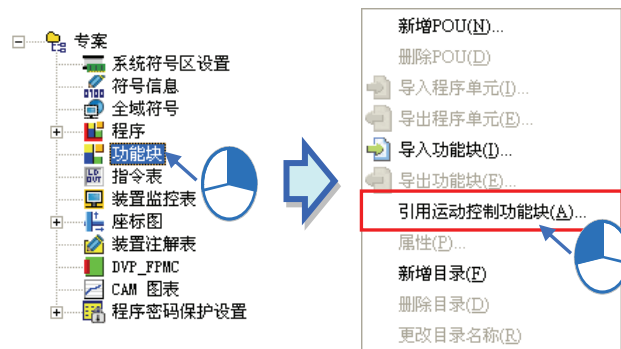 专案
系统符号区设置
符号信息
全域符号
程序
功能块
指令表
装置监控表
座标图
装置注解表
DVP_FPMC
CAM 图表
程序密码保护设置
新增POU(N)...
删除POU(D)
导入程序单元(I)...
导出程序单元(E)...
导入功能块(I)...
导出功能块(E)...
引用运动控制功能块(A)...
属性(P)...
新增目录(F)
删除目录(D)
更改目录名称(R)